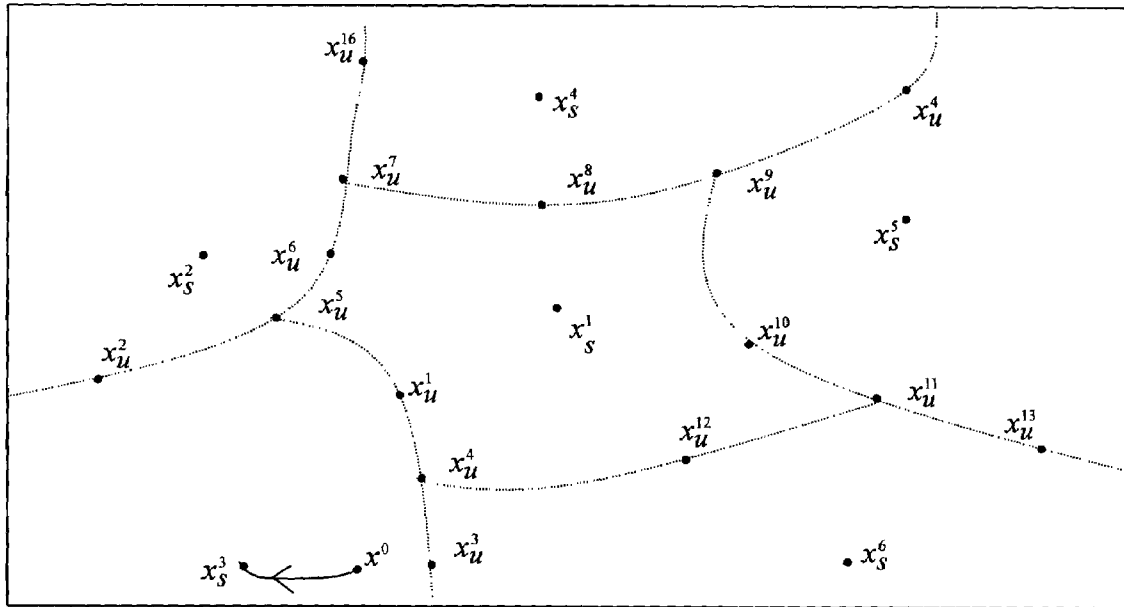 x_u^{16}
x_s^4
x_u^4
x_u^7
x_u^8
x_u^9
x_s^5
x_s^2
x_u^6
x_u^5
x_s^1
x_u^{10}
x_u^2
x_u^1
x_u^{11}
x_u^{12}
x_u^{13}
x_u^4
x_s^3
x^0
x_u^3
x_s^6